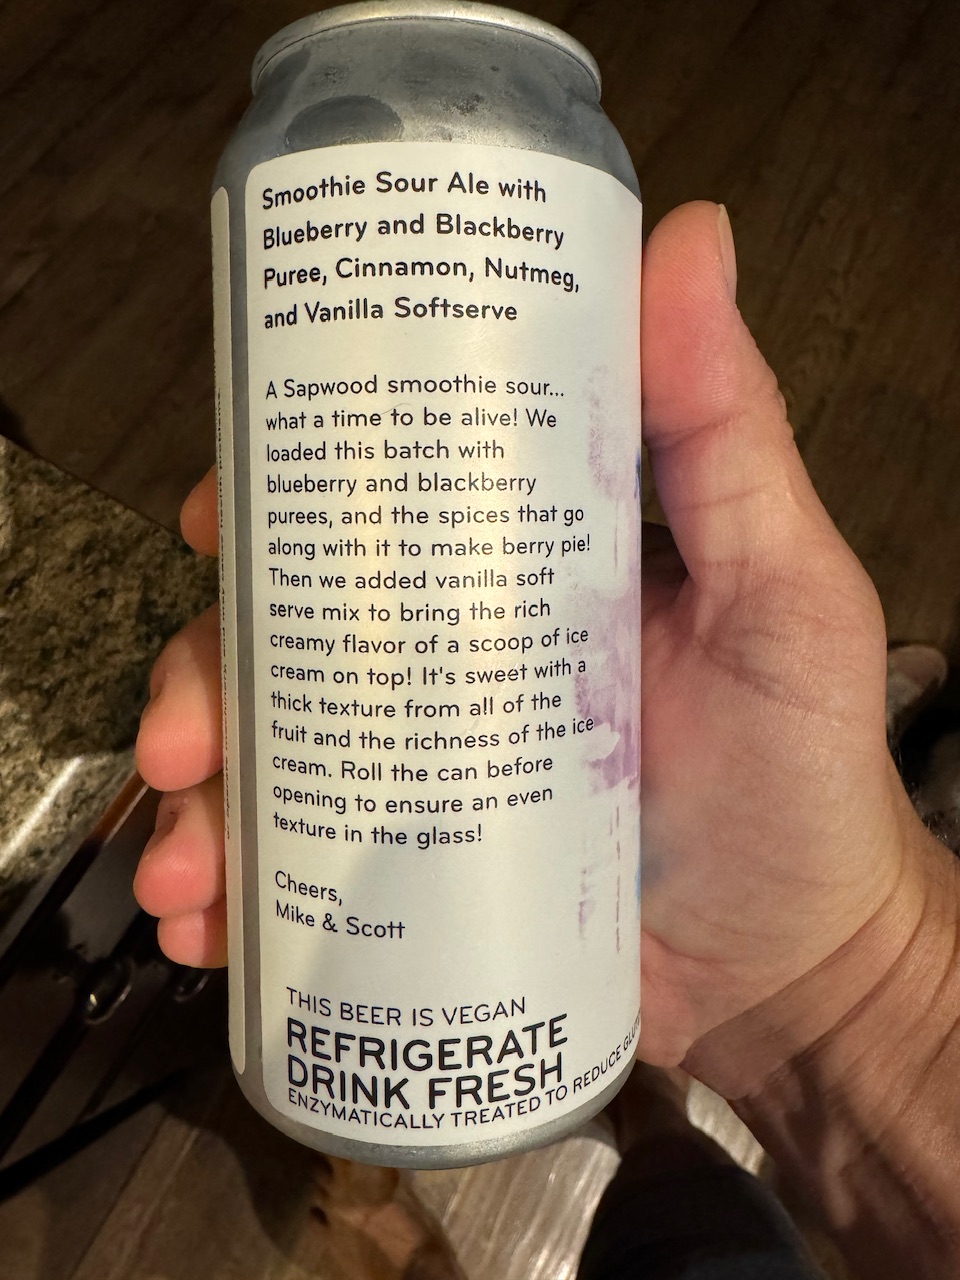 Smoothie Sour Ale with
Blueberry and Blackberry
Puree, Cinnamon, Nutmeg,
and Vanilla Softserve
A Sapwood smoothie sour...
what a time to be alive! We
loaded this batch with
blueberry and blackberry
purees, and the spices that go
along with it to make berry pie!
Then we added vanilla soft
serve mix to bring the rich
creamy flavor of a scoop of ice
cream on top! It's sweet with a
thick texture from all of the
fruit and the richness of the ice
cream. Roll the can before
opening to ensure an even
texture in the glass!
Cheers,
Mike & Scott
THIS BEER IS VEGAN
REFRIGERATE
DRINK FRESH
ENZYMATICALLY TREATED TO REDUCE